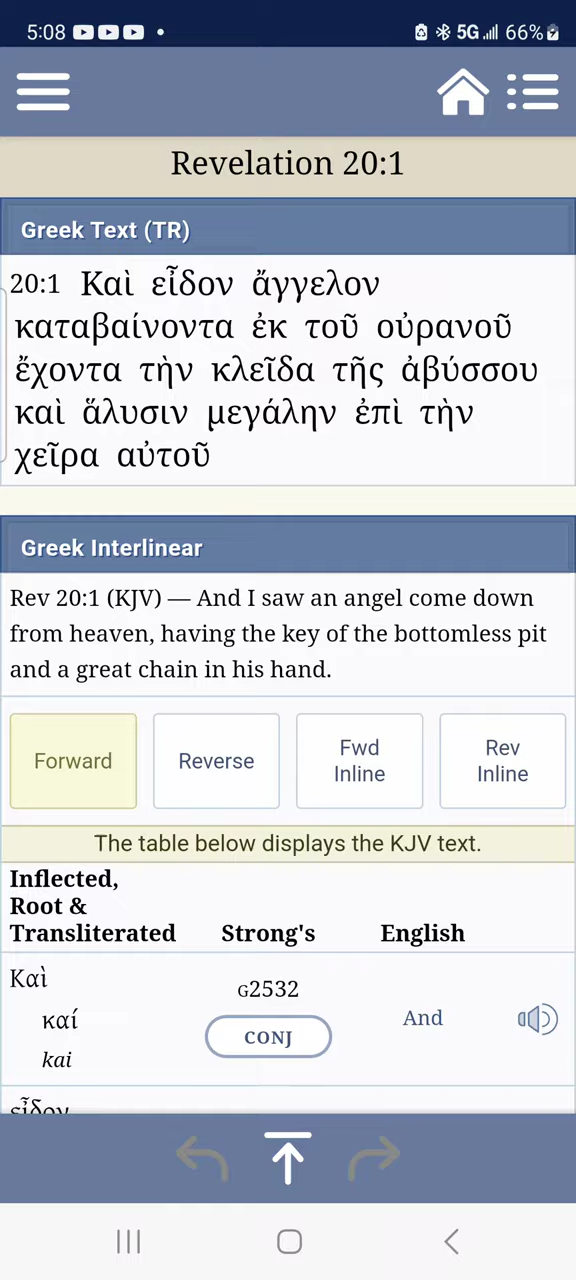 5:08
5G 66%
Revelation 20:1
Greek Text (TR)
20:1 Καὶ εἶδον ἄγγελον
καταβαίνοντα ἐκ τοῦ οὐρανοῦ
ἔχοντα τὴν κλεῖδα τῆς ἀβύσσου
καὶ ἅλυσιν μεγάλην ἐπὶ τὴν
χεῖρα αὐτοῦ
Greek Interlinear
Rev 20:1 (KJV) — And I saw an angel come down
from heaven, having the key of the bottomless pit
and a great chain in his hand.
Forward Reverse Fwd Inline Rev Inline
The table below displays the KJV text.
Inflected,
Root &
Transliterated Strong's English
Καὶ
καί
kai
G2532
CONJ
And
εἶδον